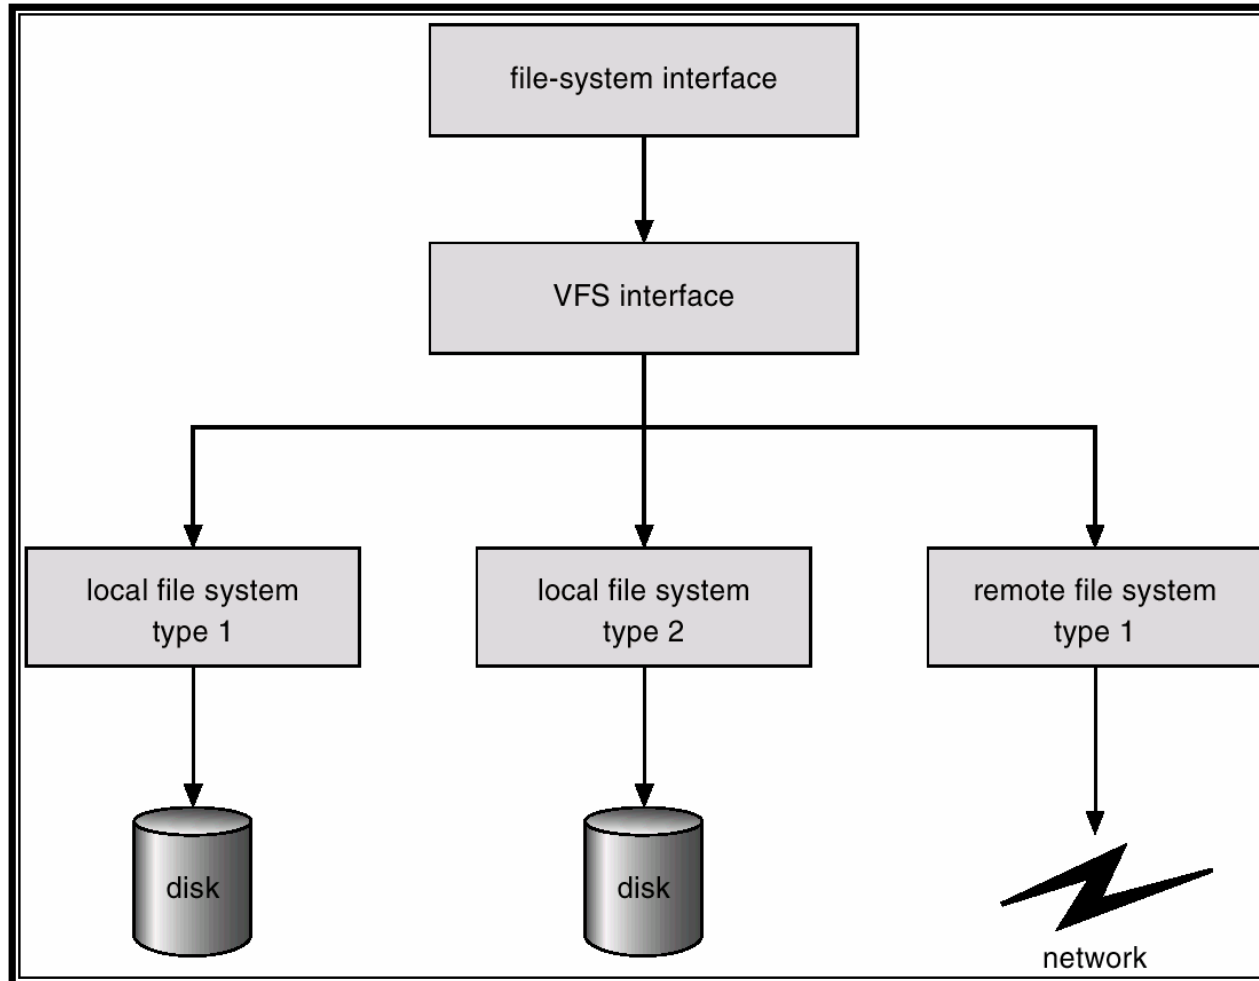 file-system interface
VFS interface
local file system
type 1
local file system
type 2
remote file system
type 1
disk
disk
network